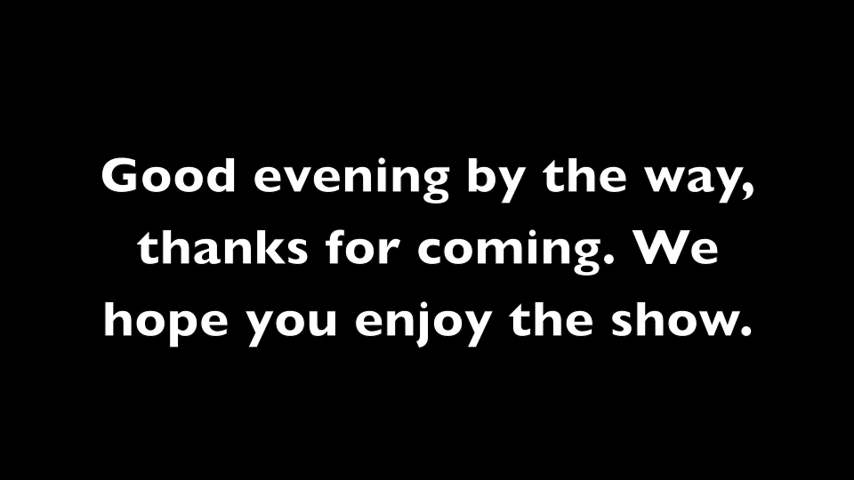 Good evening by the way,
thanks for coming. We
hope you enjoy the show.